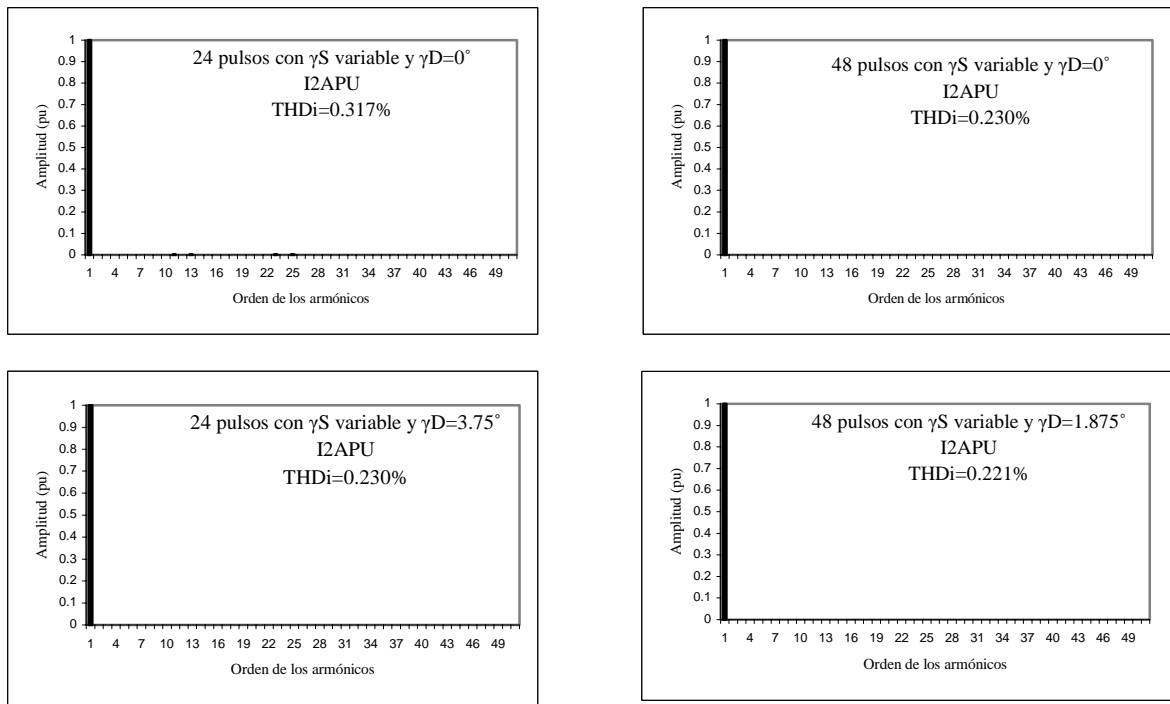 24 pulsos con γS variable y γD=0˚
I2APU
THDi=0.317%
Amplitud (pu)
1
0.9
0.8
0.7
0.6
0.5
0.4
0.3
0.2
0.1
0
1 4 7 10 13 16 19 22 25 28 31 34 37 40 43 46 49
Orden de los armónicos
48 pulsos con γS variable y γD=0˚
I2APU
THDi=0.230%
Amplitud (pu)
1
0.9
0.8
0.7
0.6
0.5
0.4
0.3
0.2
0.1
0
1 4 7 10 13 16 19 22 25 28 31 34 37 40 43 46 49
Orden de los armónicos
24 pulsos con γS variable y γD=3.75˚
I2APU
THDi=0.230%
Amplitud (pu)
1
0.9
0.8
0.7
0.6
0.5
0.4
0.3
0.2
0.1
0
1 4 7 10 13 16 19 22 25 28 31 34 37 40 43 46 49
Orden de los armónicos
48 pulsos con γS variable y γD=1.875˚
I2APU
THDi=0.221%
Amplitud (pu)
1
0.9
0.8
0.7
0.6
0.5
0.4
0.3
0.2
0.1
0
1 4 7 10 13 16 19 22 25 28 31 34 37 40 43 46 49
Orden de los armónicos